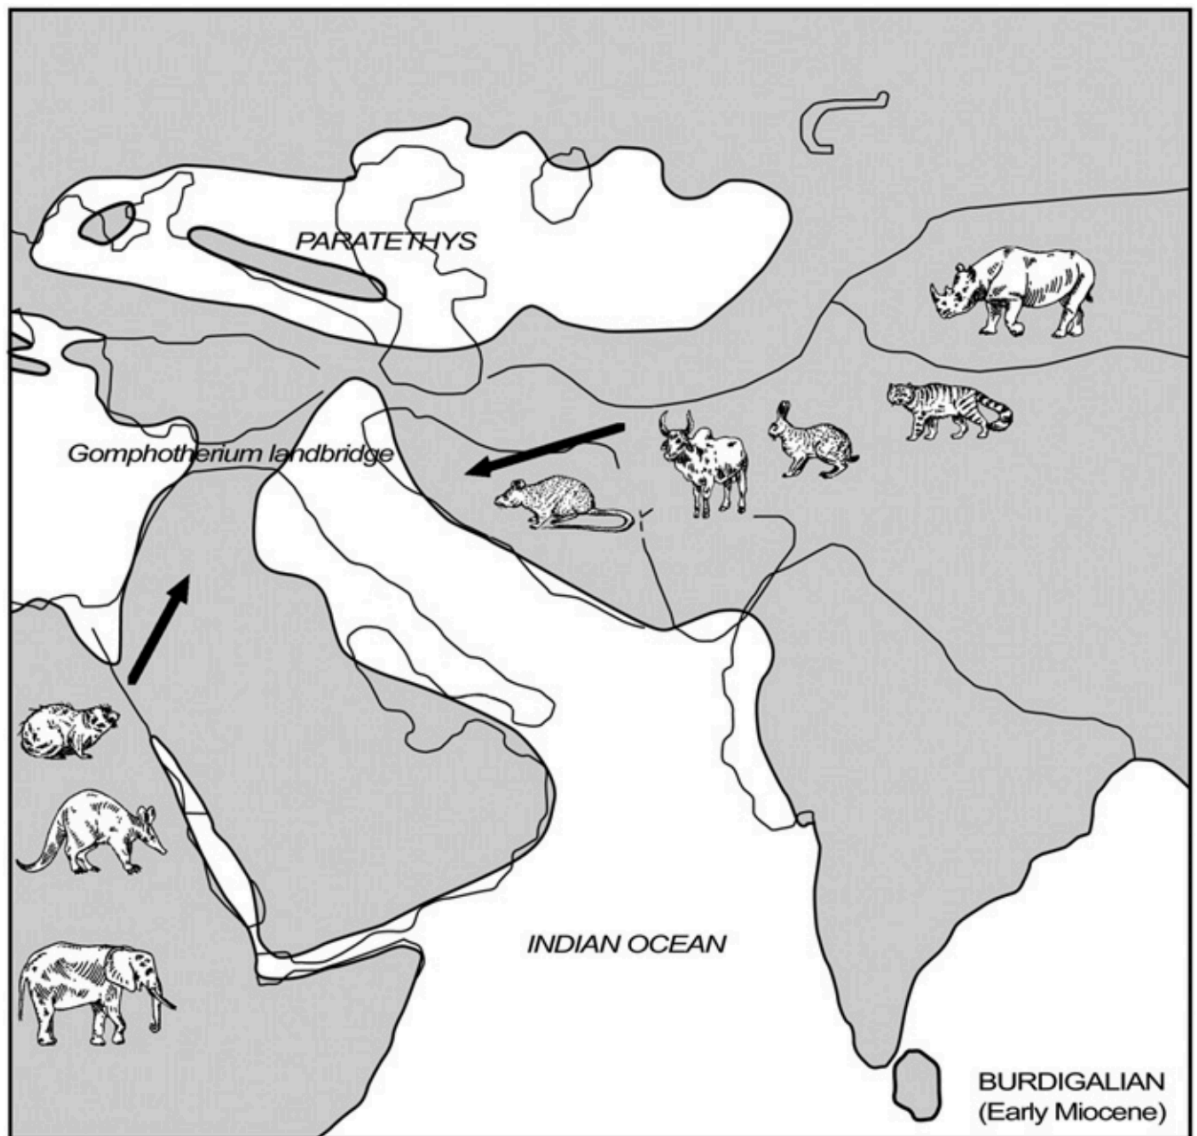 PARATETHYS
Gomphotherium landbridge
INDIAN OCEAN
BURDIGALIAN
(Early Miocene)